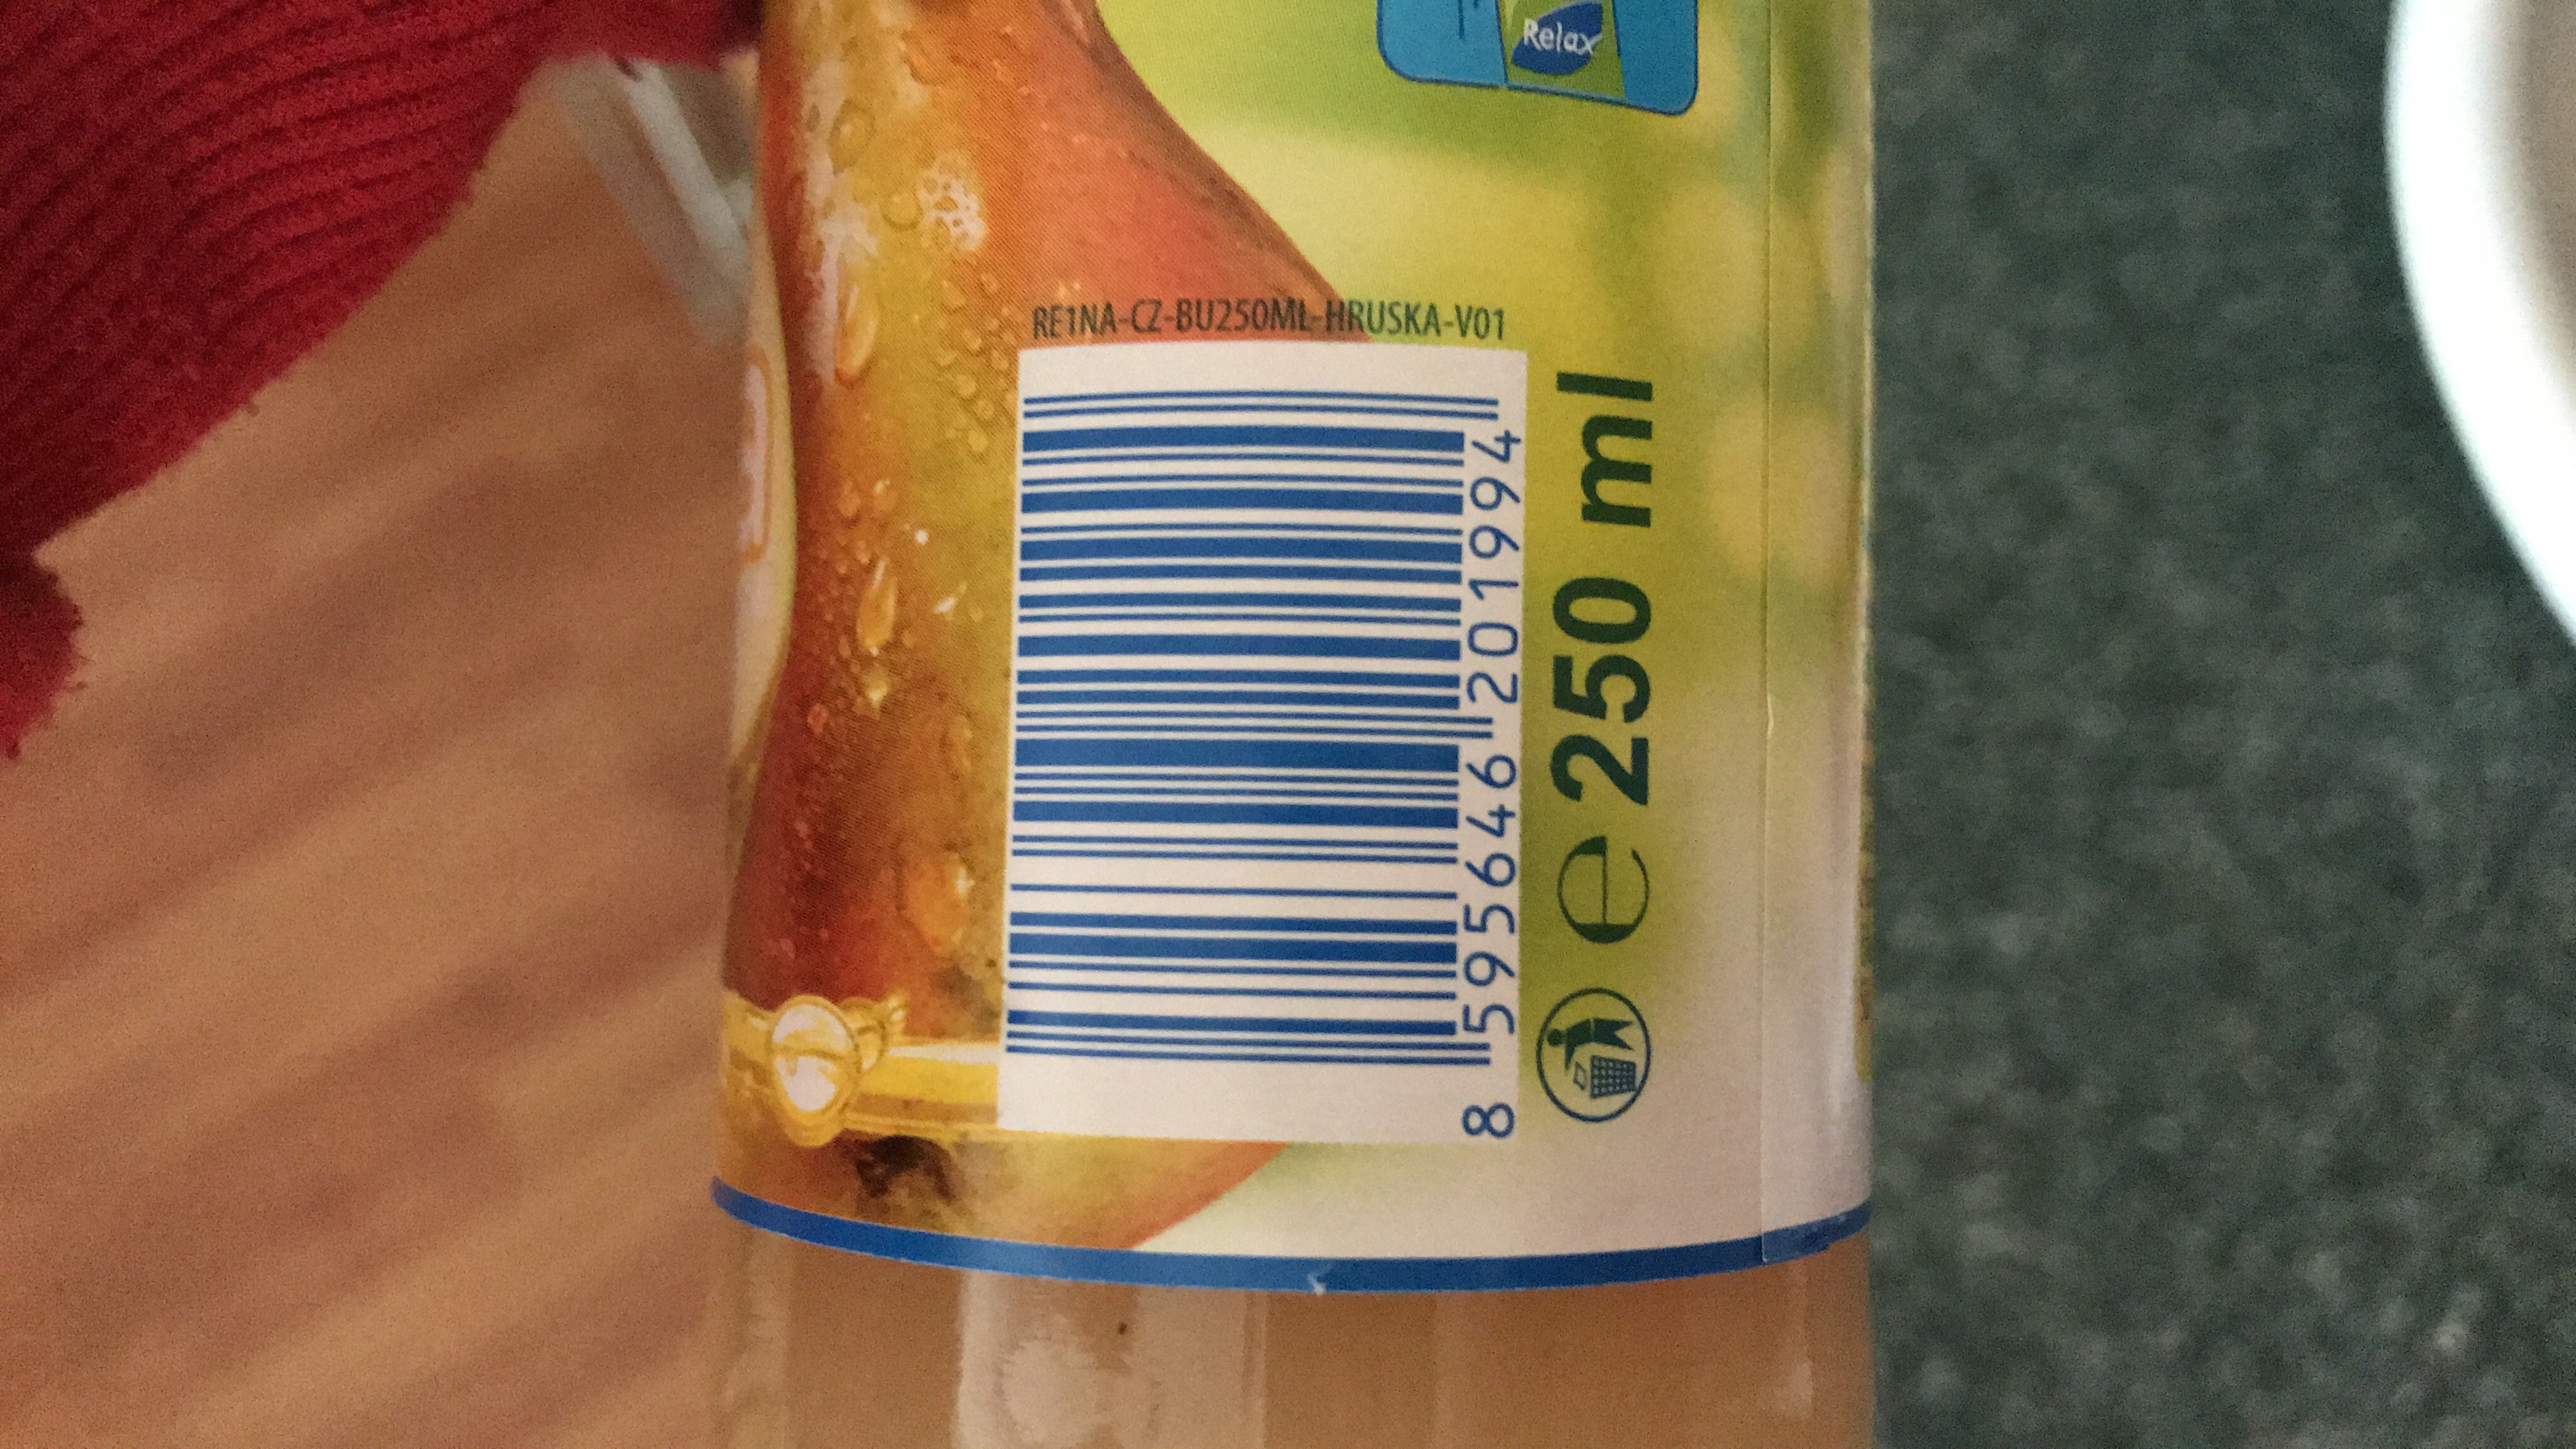 Relax
RE1NA-CZ-BU250ML-HRUSKA-V01
8 595646 201994
e 250 ml